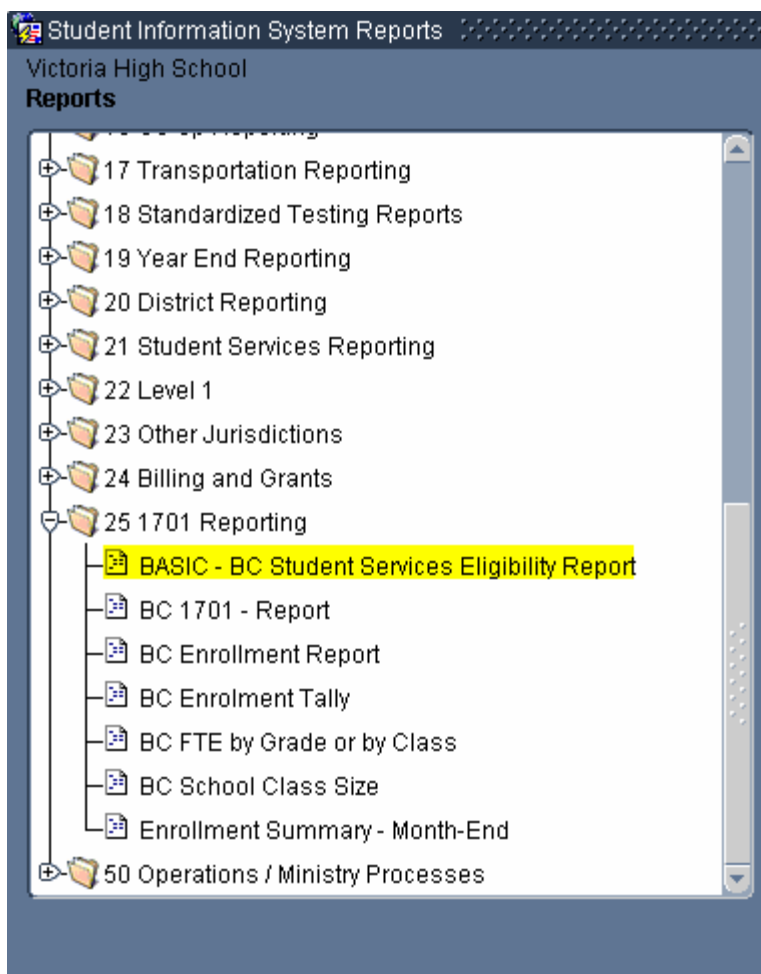 Student Information System Reports
Victoria High School
Reports
17 Transportation Reporting
18 Standardized Testing Reports
19 Year End Reporting
20 District Reporting
21 Student Services Reporting
22 Level 1
23 Other Jurisdictions
24 Billing and Grants
25 1701 Reporting
BASIC - BC Student Services Eligibility Report
BC 1701 - Report
BC Enrollment Report
BC Enrolment Tally
BC FTE by Grade or by Class
BC School Class Size
Enrollment Summary - Month-End
50 Operations / Ministry Processes